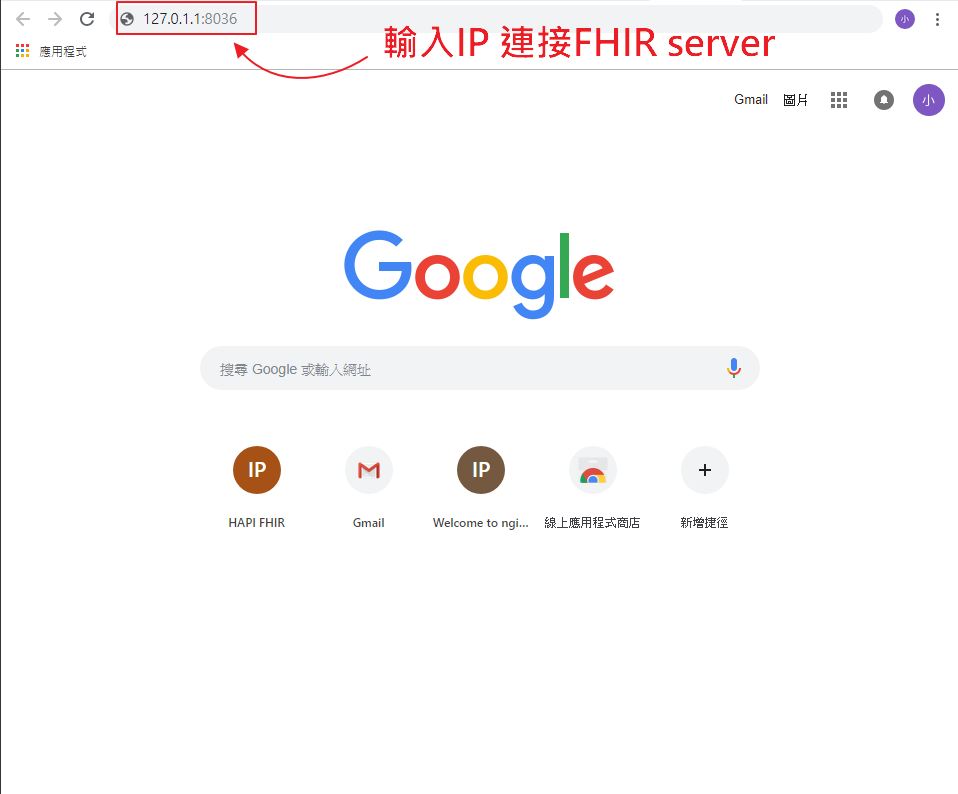 127.0.1.1:8036
小
輸入IP 連接FHIR server
應用程式
Gmail 圖片 小
Google
搜尋 Google 或輸入網址
IP IP +
HAPI FHIR Gmail Welcome to ngi... 線上應用程式商店 新增捷徑